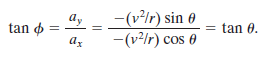 tan ϕ = a_y / a_x = −(v²/r) sin θ / −(v²/r) cos θ = tan θ.